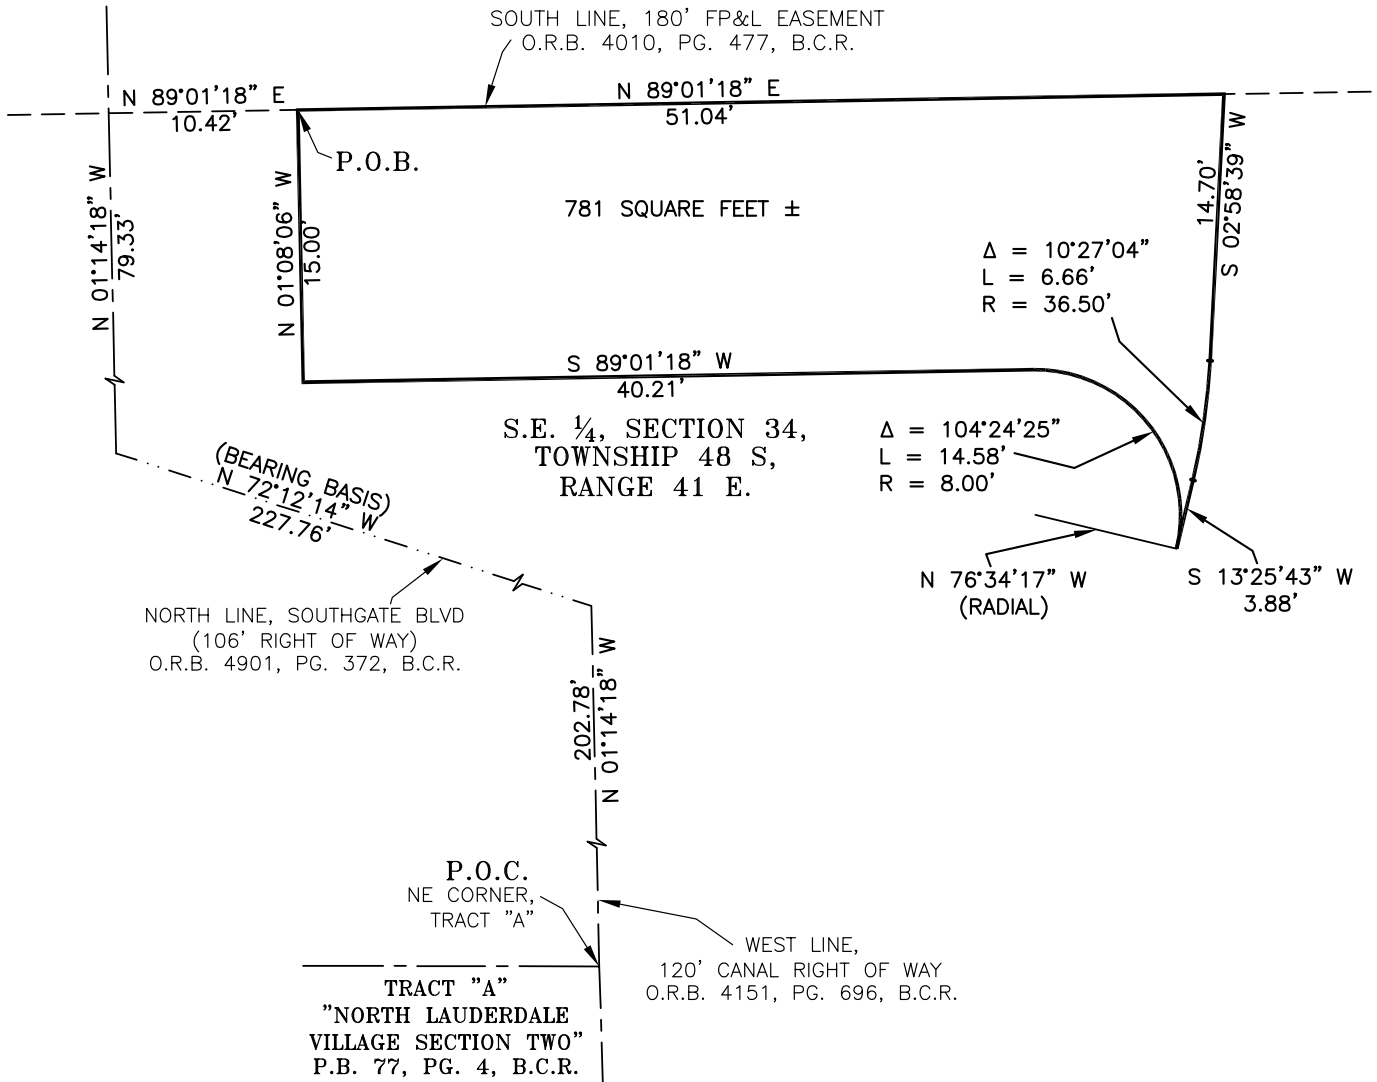 SOUTH LINE, 180' FP&L EASEMENT
O.R.B. 4010, PG. 477, B.C.R.
N 89°01'18" E
10.42'
N 89°01'18" E
51.04'
P.O.B.
N 01°14'18" W
79.33'
N 01°08'06" W
15.00'
781 SQUARE FEET ±
14.70'
S 02°58'39" W
Δ = 10°27'04"
L = 6.66'
R = 36.50'
S 89°01'18" W
40.21'
S.E. ¼, SECTION 34,
TOWNSHIP 48 S,
RANGE 41 E.
Δ = 104°24'25"
L = 14.58'
R = 8.00'
(BEARING BASIS)
N 72°12'14" W
227.76'
N 76°34'17" W
(RADIAL)
S 13°25'43" W
3.88'
NORTH LINE, SOUTHGATE BLVD
(106' RIGHT OF WAY)
O.R.B. 4901, PG. 372, B.C.R.
202.78'
N 01°14'18" W
P.O.C.
NE CORNER,
TRACT "A"
WEST LINE,
120' CANAL RIGHT OF WAY
O.R.B. 4151, PG. 696, B.C.R.
TRACT "A"
"NORTH LAUDERDALE
VILLAGE SECTION TWO"
P.B. 77, PG. 4, B.C.R.